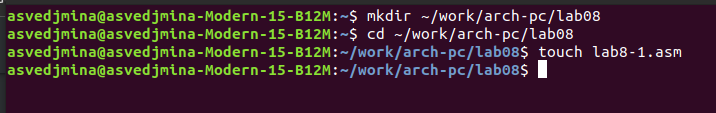 asvedjmina@asvedjmina-Modern-15-B12M:~$ mkdir ~/work/arch-pc/lab08
asvedjmina@asvedjmina-Modern-15-B12M:~$ cd ~/work/arch-pc/lab08
asvedjmina@asvedjmina-Modern-15-B12M:~/work/arch-pc/lab08$ touch lab8-1.asm
asvedjmina@asvedjmina-Modern-15-B12M:~/work/arch-pc/lab08$